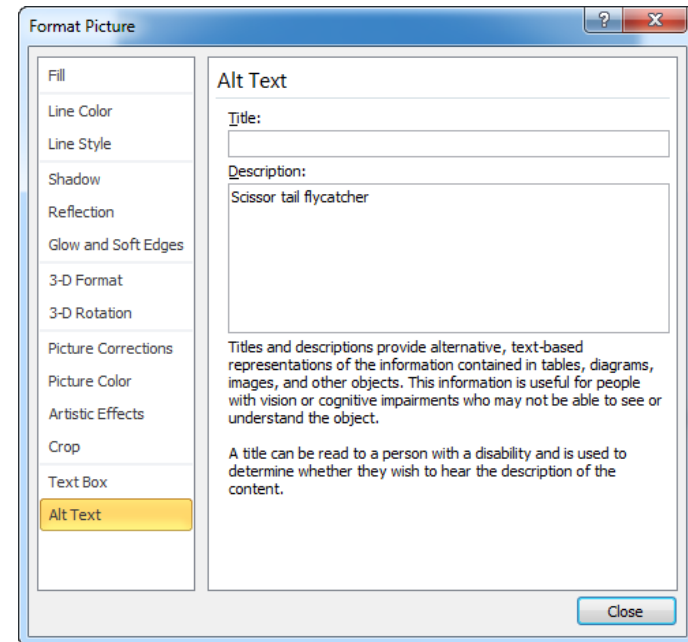 Format Picture
Fill
Line Color
Line Style
Shadow
Reflection
Glow and Soft Edges
3-D Format
3-D Rotation
Picture Corrections
Picture Color
Artistic Effects
Crop
Text Box
Alt Text
Alt Text
Title:
Description:
Scissor tail flycatcher
Titles and descriptions provide alternative, text-based
representations of the information contained in tables, diagrams,
images, and other objects. This information is useful for people
with vision or cognitive impairments who may not be able to see or
understand the object.
A title can be read to a person with a disability and is used to
determine whether they wish to hear the description of the
content.
Close